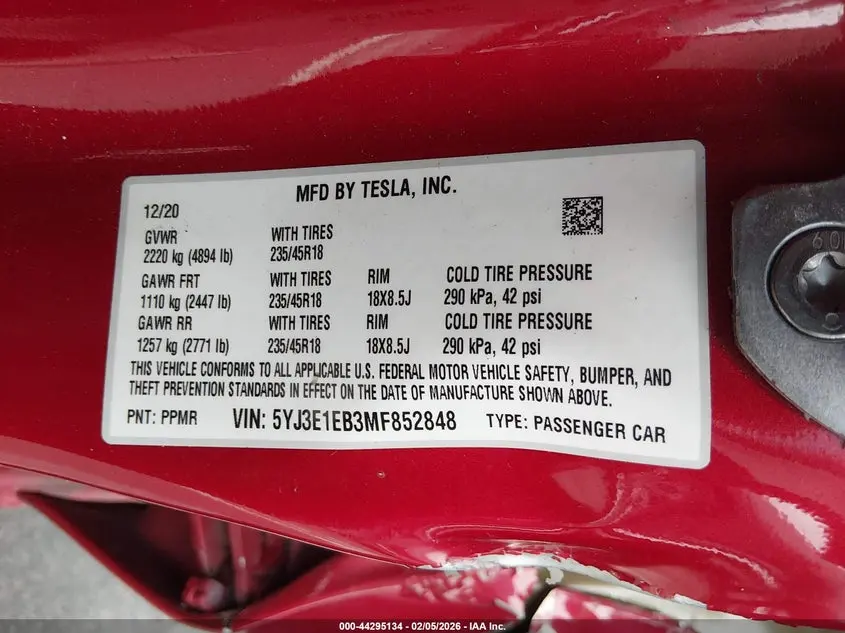 MFD BY TESLA, INC.
12/20
GVWR WITH TIRES
2220 kg (4894 lb) 235/45R18
GAWR FRT WITH TIRES RIM COLD TIRE PRESSURE
1110 kg (2447 lb) 235/45R18 18X8.5J 290 kPa, 42 psi
GAWR RR WITH TIRES RIM COLD TIRE PRESSURE
1257 kg (2771 lb) 235/45R18 18X8.5J 290 kPa, 42 psi
THIS VEHICLE CONFORMS TO ALL APPLICABLE U.S. FEDERAL MOTOR VEHICLE SAFETY, BUMPER, AND
THEFT PREVENTION STANDARDS IN EFFECT ON THE DATE OF MANUFACTURE SHOWN ABOVE.
PNT: PPMR VIN: 5YJ3E1EB3MF852848 TYPE: PASSENGER CAR
000-44295134 - 02/05/2026 - IAA Inc.